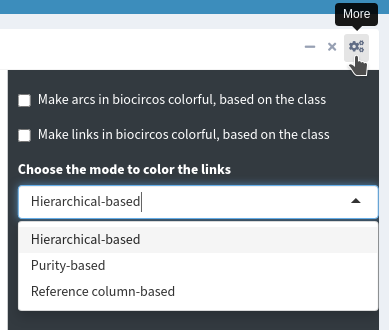 More
Make arcs in biocircos colorful, based on the class
Make links in biocircos colorful, based on the class
Choose the mode to color the links
Hierarchical-based
Hierarchical-based
Purity-based
Reference column-based